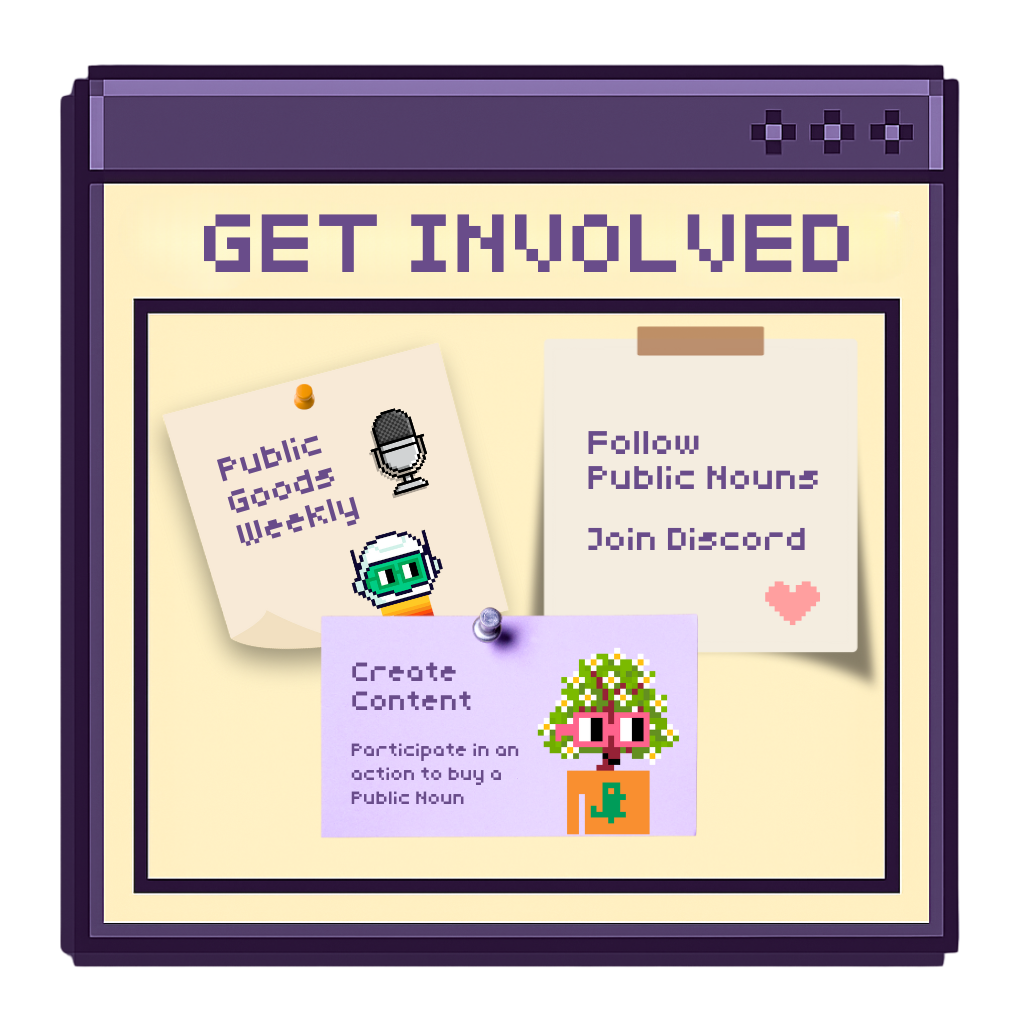 GET INVOLVED
Public
Goods
Weekly
Follow
Public Nouns
Join Discord
Create
Content
Participate in an
action to buy a
Public Noun